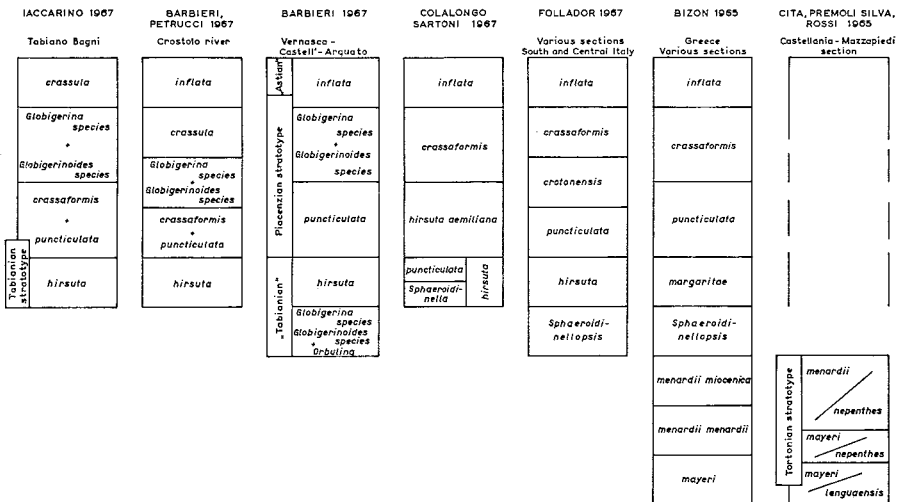 IACCARINO 1967
Tabiano Bagni
crassula
Globigerina
species
+
Globigerinoides
species
crassaformis
+
puncticulata
hirsuta
Tabianian
stratotype
BARBIERI,
PETRUCCI 1967
Crostolo river
inflata
crassula
Globigerina
species
+
Globigerinoides
species
crassaformis
+
puncticulata
hirsuta
BARBIERI 1967
Vernasca -
Castell'- Arquato
"Astian"
Piacenzian stratotype
"Tabianian"
inflata
Globigerina
species
+
Globigerinoides
species
puncticulata
hirsuta
Globigerina
species
Globigerinoides
species
+
Orbulina
COLALONGO
SARTONI 1967
inflata
crassaformis
hirsuta aemiliana
puncticulata
Sphaeroidi-
nella
hirsuta
FOLLADOR 1967
Various sections
South and Central Italy
inflata
crassaformis
crotonensis
puncticulata
hirsuta
Sphaeroidi-
nellopsis
BIZON 1965
Greece
Various sections
inflata
crassaformis
puncticulata
margaritae
Sphaeroidi-
nellopsis
menardii miocenica
menardii menardii
mayeri
CITA, PREMOLI SILVA,
ROSSI 1965
Castellania - Mazzapiedi
section
Tortonian stratotype
menardii
nepenthes
mayeri
nepenthes
mayeri
lenguaensis